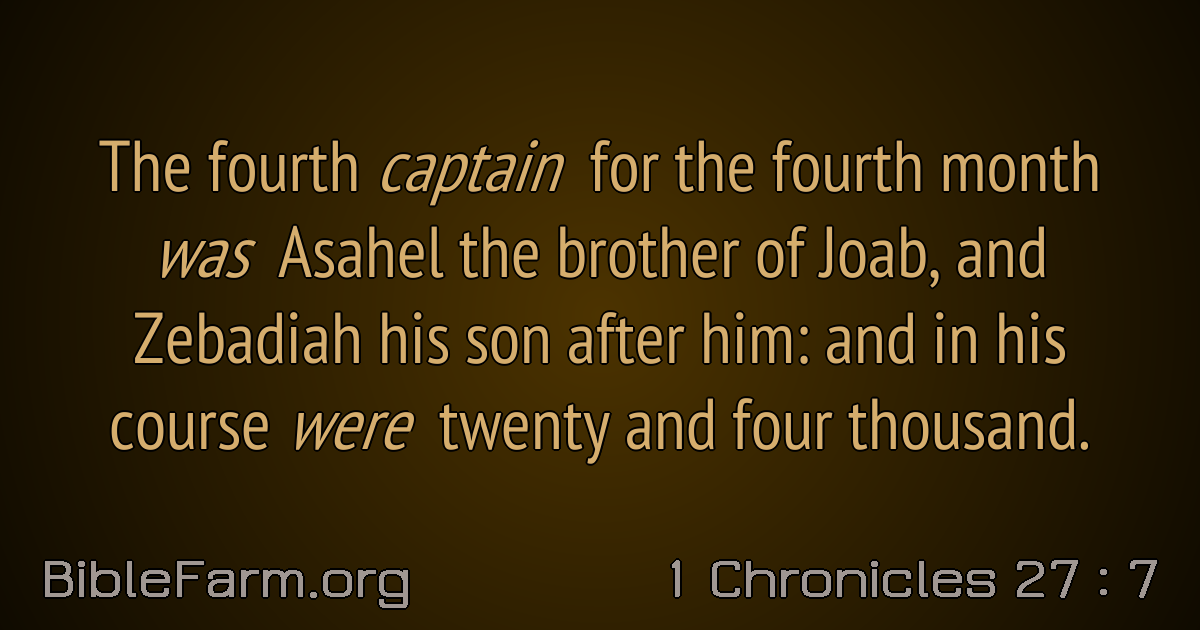 The fourth captain for the fourth month
was Asahel the brother of Joab, and
Zebadiah his son after him: and in his
course were twenty and four thousand.
BibleFarm.org
1 Chronicles 27 : 7